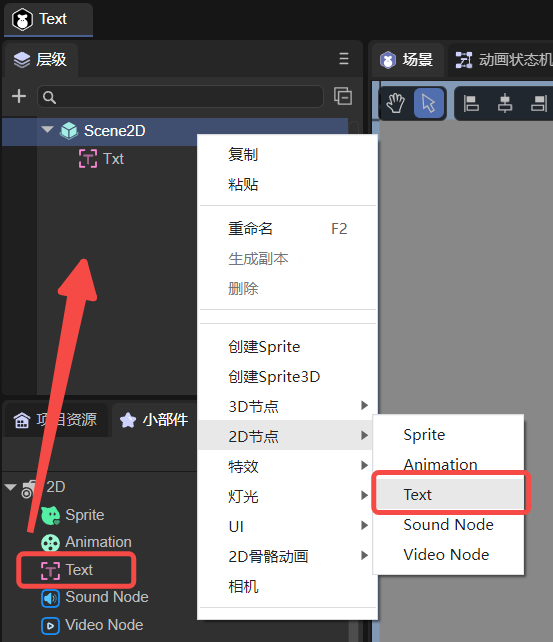 Text
层级
场景
动画状态机
Scene2D
Txt
复制
粘贴
重命名 F2
生成副本
删除
创建Sprite
创建Sprite3D
3D节点
2D节点
特效
灯光
UI
2D骨骼动画
相机
Sprite
Animation
Text
Sound Node
Video Node
项目资源
小部件
2D
Sprite
Animation
Text
Sound Node
Video Node